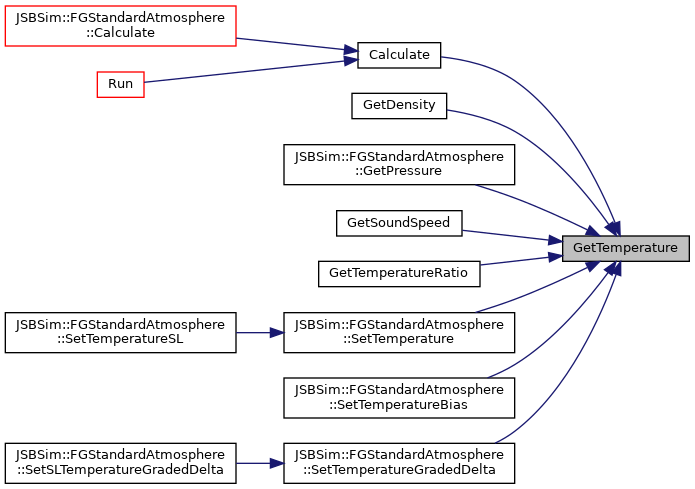 JSBSim::FGStandardAtmosphere
::Calculate
Run
Calculate
GetDensity
JSBSim::FGStandardAtmosphere
::GetPressure
GetSoundSpeed
GetTemperature
GetTemperatureRatio
JSBSim::FGStandardAtmosphere
::SetTemperatureSL
JSBSim::FGStandardAtmosphere
::SetTemperature
JSBSim::FGStandardAtmosphere
::SetTemperatureBias
JSBSim::FGStandardAtmosphere
::SetSLTemperatureGradedDelta
JSBSim::FGStandardAtmosphere
::SetTemperatureGradedDelta